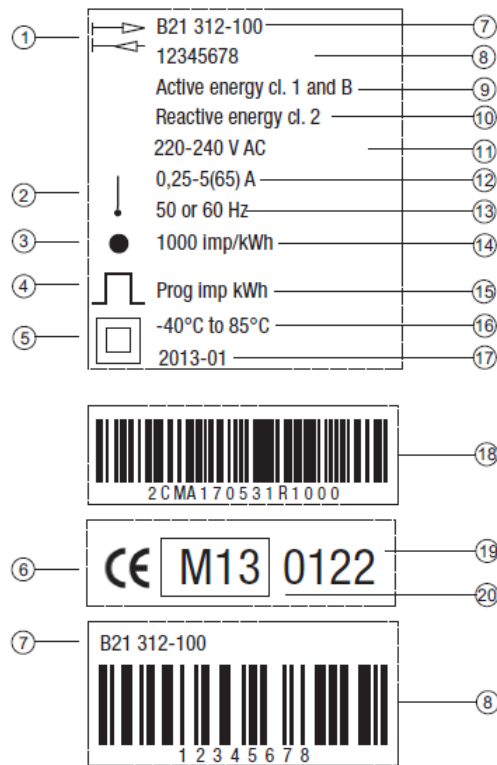 1 B21 312-100 7
12345678 8
Active energy cl. 1 and B 9
Reactive energy cl. 2 10
220-240 V AC 11
0,25-5(65) A 12
2 50 or 60 Hz 13
3 1000 imp/kWh 14
4 Prog imp kWh 15
5 -40°C to 85°C 16
2013-01 17
18
2CMA170531R1000
6 CE M13 0122 19
20
7 B21 312-100
8
12345678